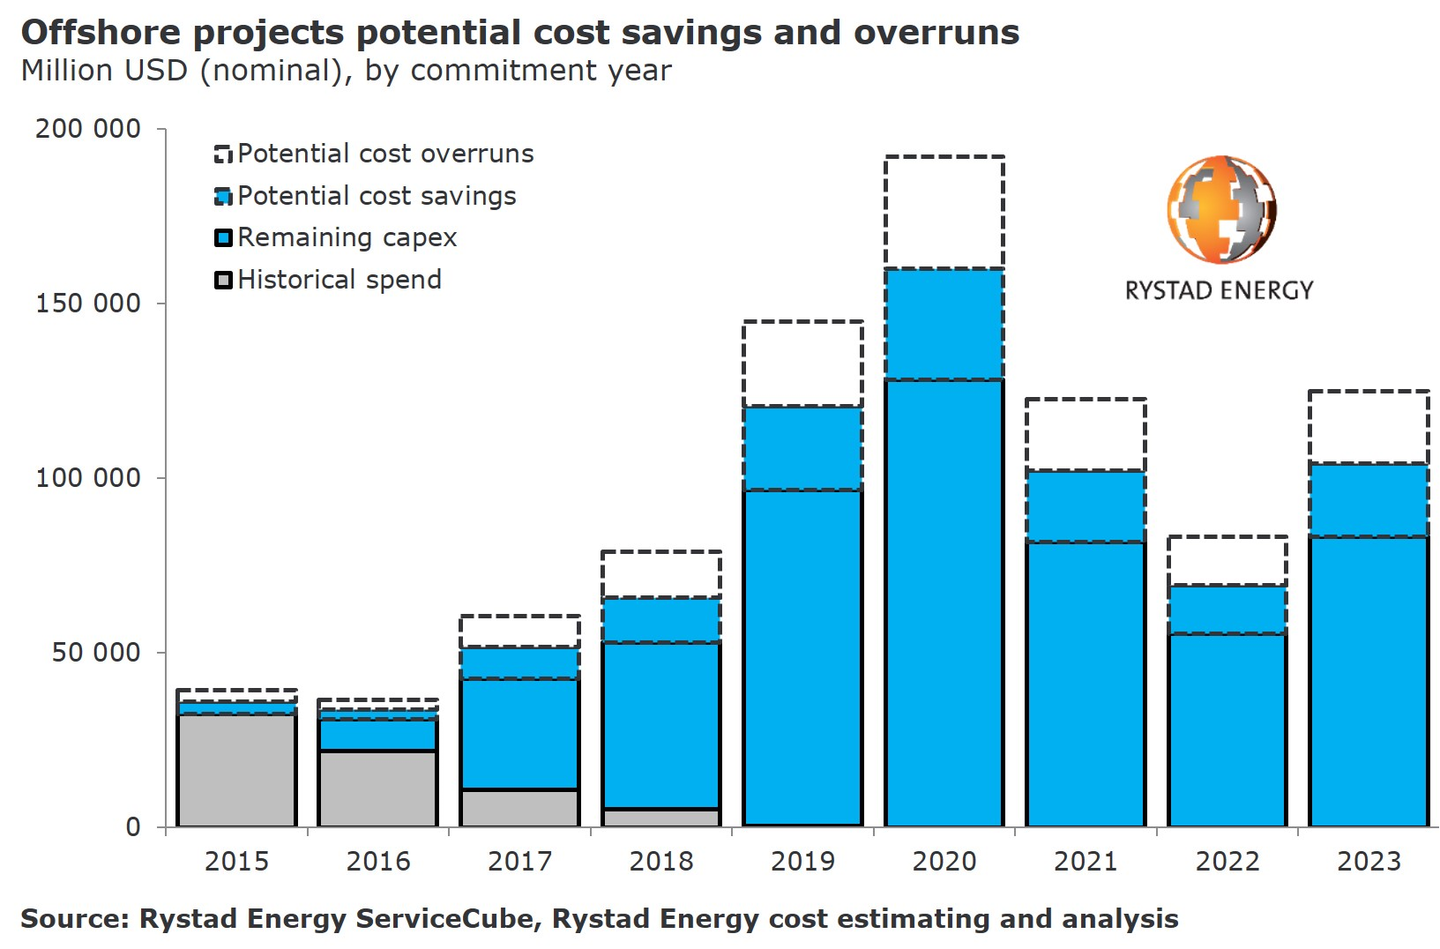 Offshore projects potential cost savings and overruns
Million USD (nominal), by commitment year
200 000
150 000
100 000
50 000
0
Potential cost overruns
Potential cost savings
Remaining capex
Historical spend
RYSTAD ENERGY
2015 2016 2017 2018 2019 2020 2021 2022 2023
Source: Rystad Energy ServiceCube, Rystad Energy cost estimating and analysis